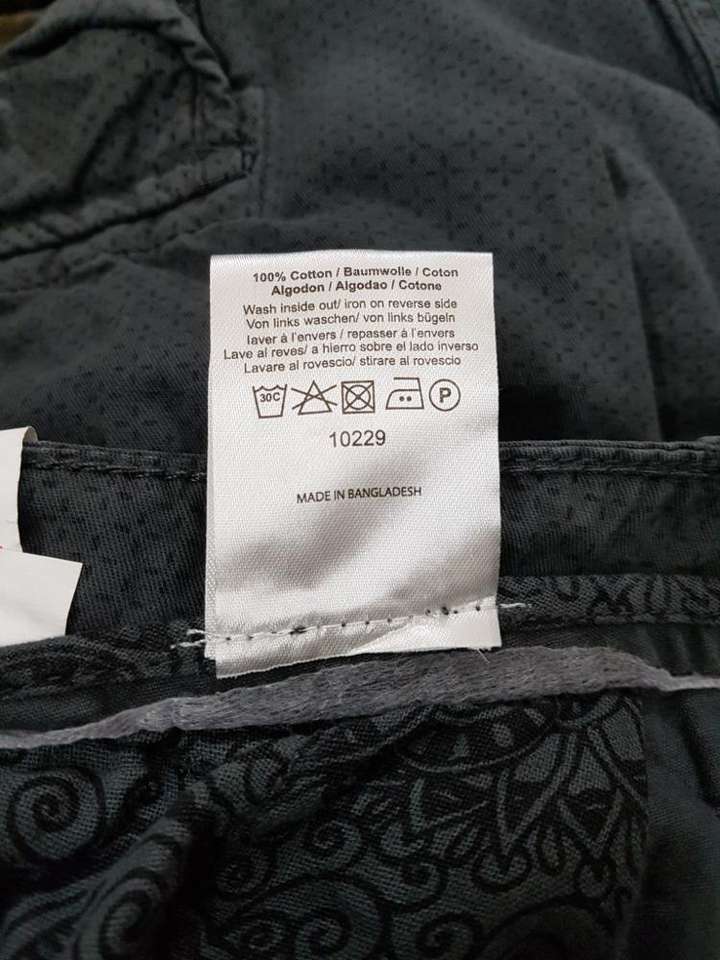 100% Cotton / Baumwolle / Coton
Algodon / Algodao / Cotone
Wash inside out/ iron on reverse side
Von links waschen/ von links bügeln
laver à l'envers / repasser à l'envers
Lave al reves/ a hierro sobre el lado inverso
Lavare al rovescio/ stirare al rovescio
30C P
10229
MADE IN BANGLADESH